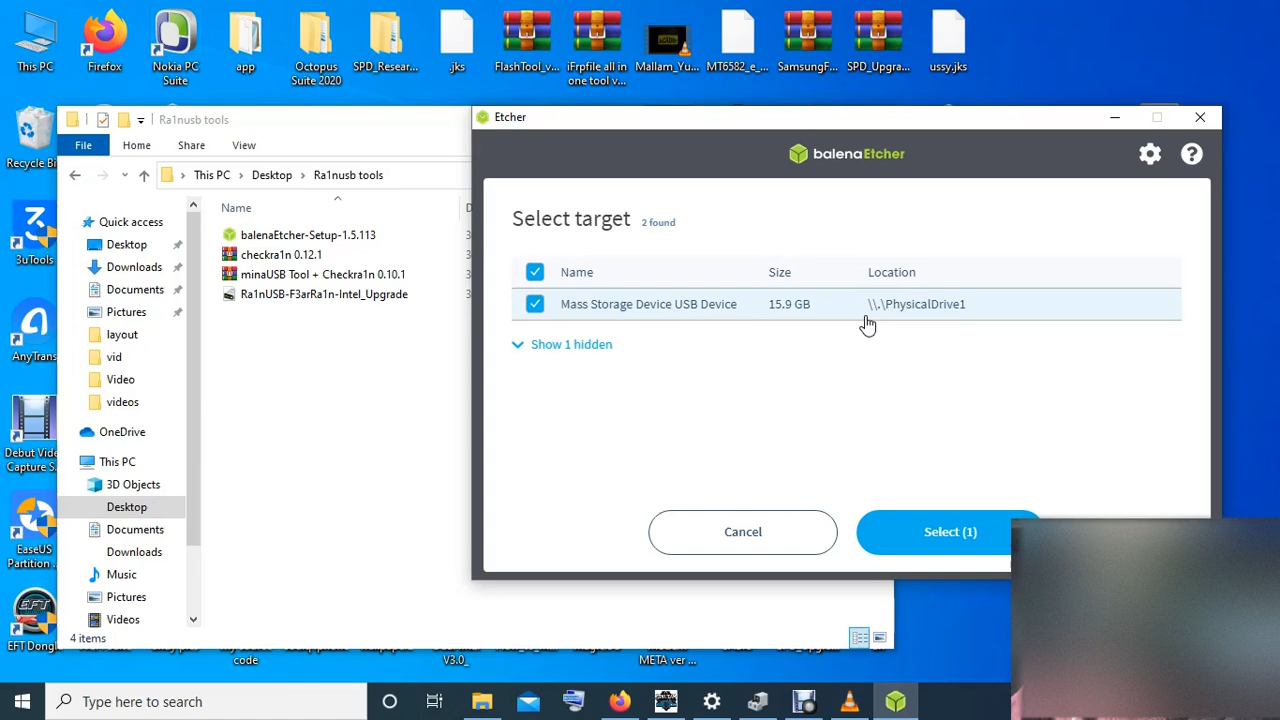 This PC
Firefox
Nokia PC
Suite
app
Octopus
Suite 2020
SPD_Resear...
.jks
FlashTool_v...
iFrpfile all in
one tool v...
Mallam_Yu...
MT6582_e_...
SamsungF...
SPD_Upgra...
ussy.jks
Recycle Bi
3uTools
AnyTrans
Debut Vide
Capture S...
EaseUS
Partition
EFT Dongl
Ra1nusb tools
File
Home
Share
View
This PC
Desktop
Ra1nusb tools
Quick access
Desktop
Downloads
Documents
Pictures
layout
vid
Video
videos
OneDrive
This PC
3D Objects
Desktop
Documents
Downloads
Music
Pictures
Videos
Name
D
balenaEtcher-Setup-1.5.113
checkra1n 0.12.1
minaUSB Tool + Checkra1n 0.10.1
Ra1NUSB-F3arRa1n-Intel_Upgrade
4 items
Etcher
balenaEtcher
Select target
2 found
Name
Size
Location
Mass Storage Device USB Device
15.9 GB
\\.\PhysicalDrive1
Show 1 hidden
Cancel
Select (1)
code
V3.0_
META ver ...
Type here to search